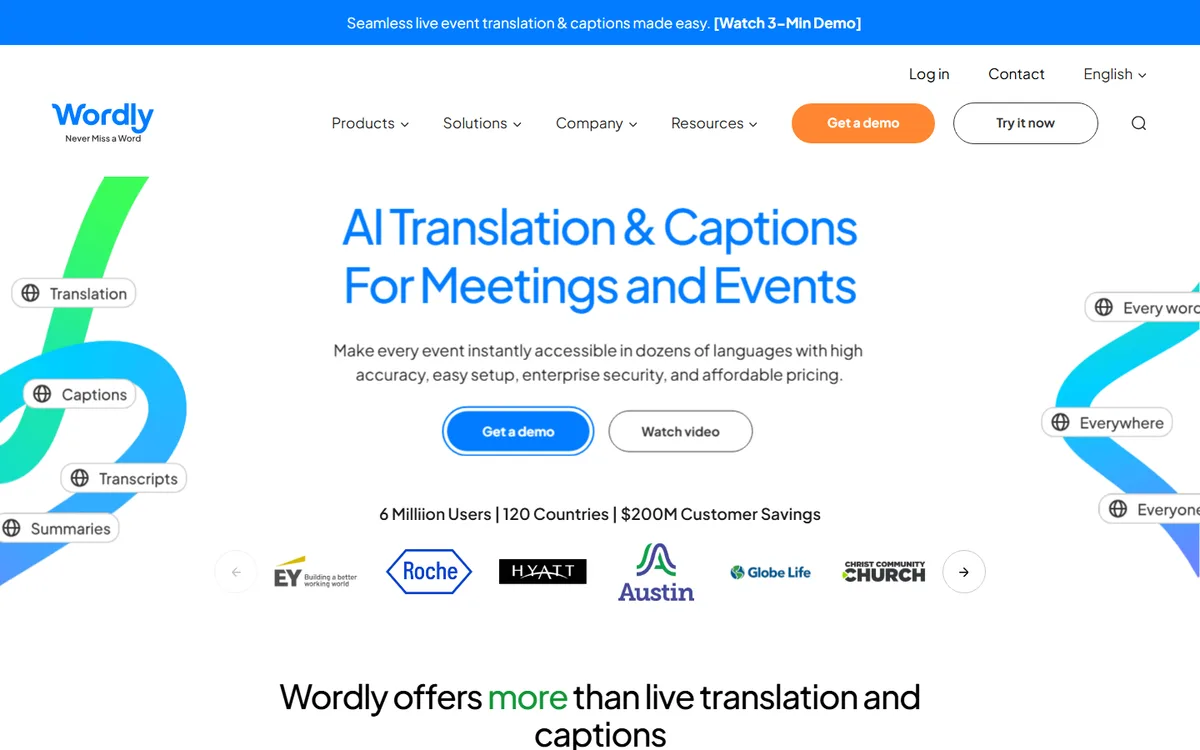 Seamless live event translation & captions made easy. [Watch 3-Min Demo]
Log in
Contact
English
Wordly
Never Miss a Word
Products
Solutions
Company
Resources
Get a demo
Try it now
AI Translation & Captions
For Meetings and Events
Make every event instantly accessible in dozens of languages with high
accuracy, easy setup, enterprise security, and affordable pricing.
Get a demo
Watch video
Translation
Captions
Transcripts
Summaries
Every word
Everywhere
Everyone
6 Milliion Users | 120 Countries | $200M Customer Savings
EY
Building a better
working world
Roche
HYATT
Austin
Globe Life
CHRIST COMMUNITY
CHURCH
Wordly offers more than live translation and
captions